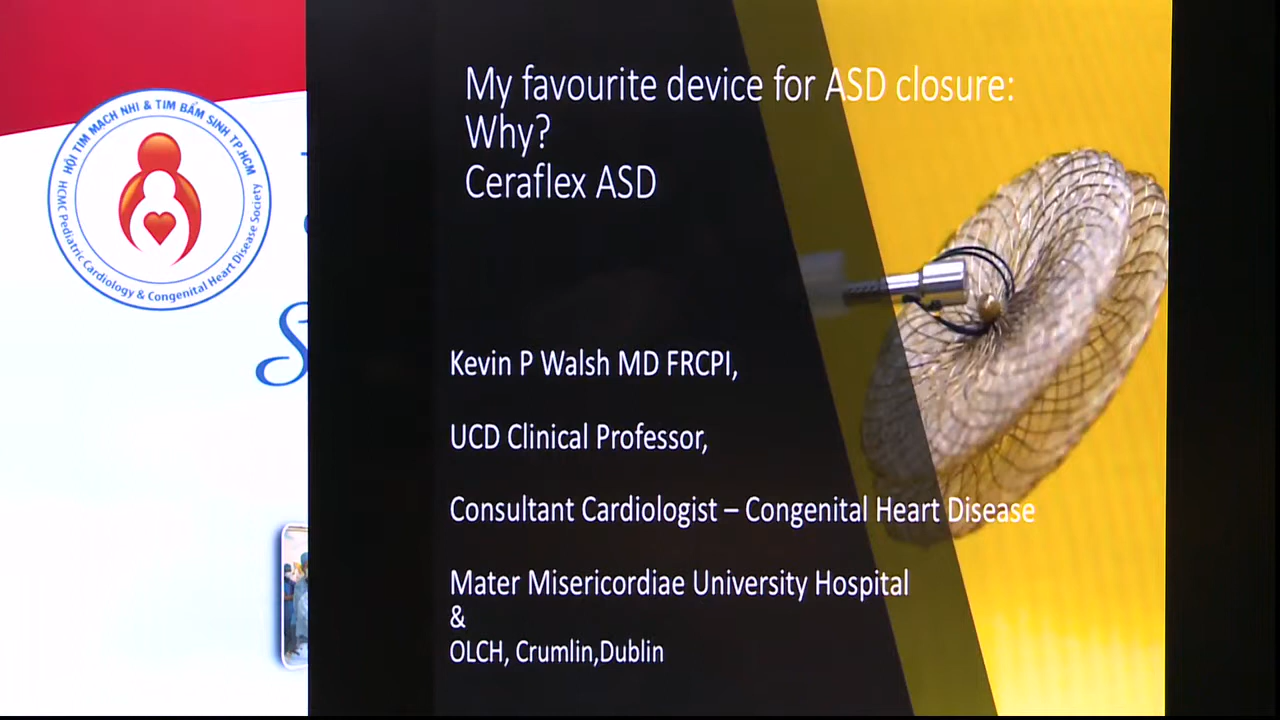 HỘI TIM MẠCH NHI & TIM BẨM SINH TP.HCM
HCMC Pediatric Cardiology & Congenital Heart Disease Society
My favourite device for ASD closure:
Why?
Ceraflex ASD
Kevin P Walsh MD FRCPI,
UCD Clinical Professor,
Consultant Cardiologist – Congenital Heart Disease
Mater Misericordiae University Hospital
&
OLCH, Crumlin,Dublin